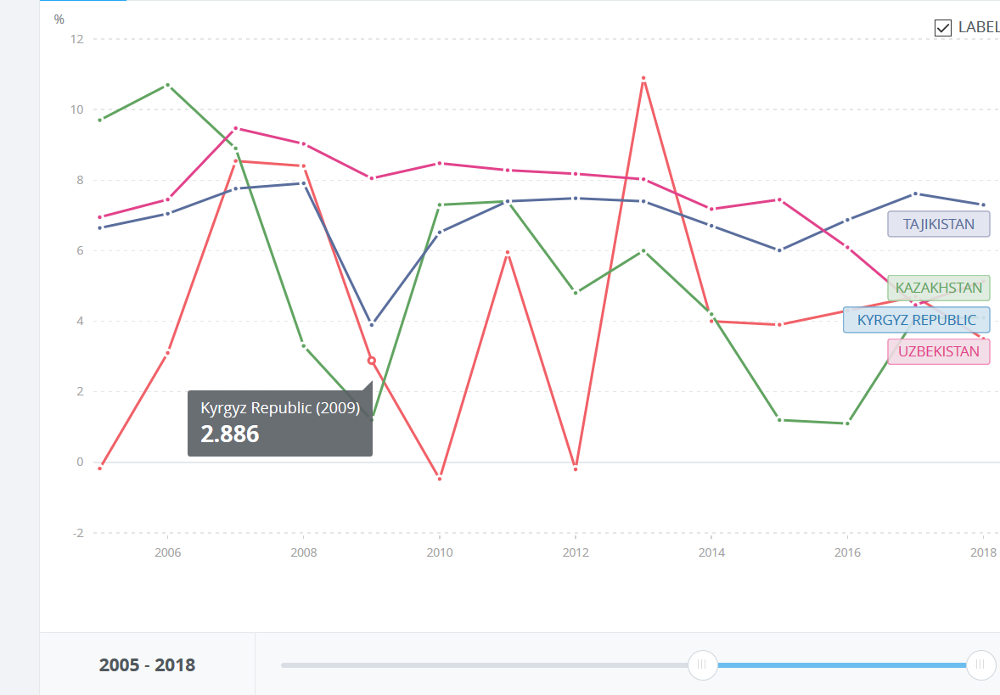 %
LABEL
12
10
8
6
4
2
0
-2
TAJIKISTAN
KAZAKHSTAN
KYRGYZ REPUBLIC
UZBEKISTAN
Kyrgyz Republic (2009)
2.886
2006 2008 2010 2012 2014 2016 2018
2005 - 2018